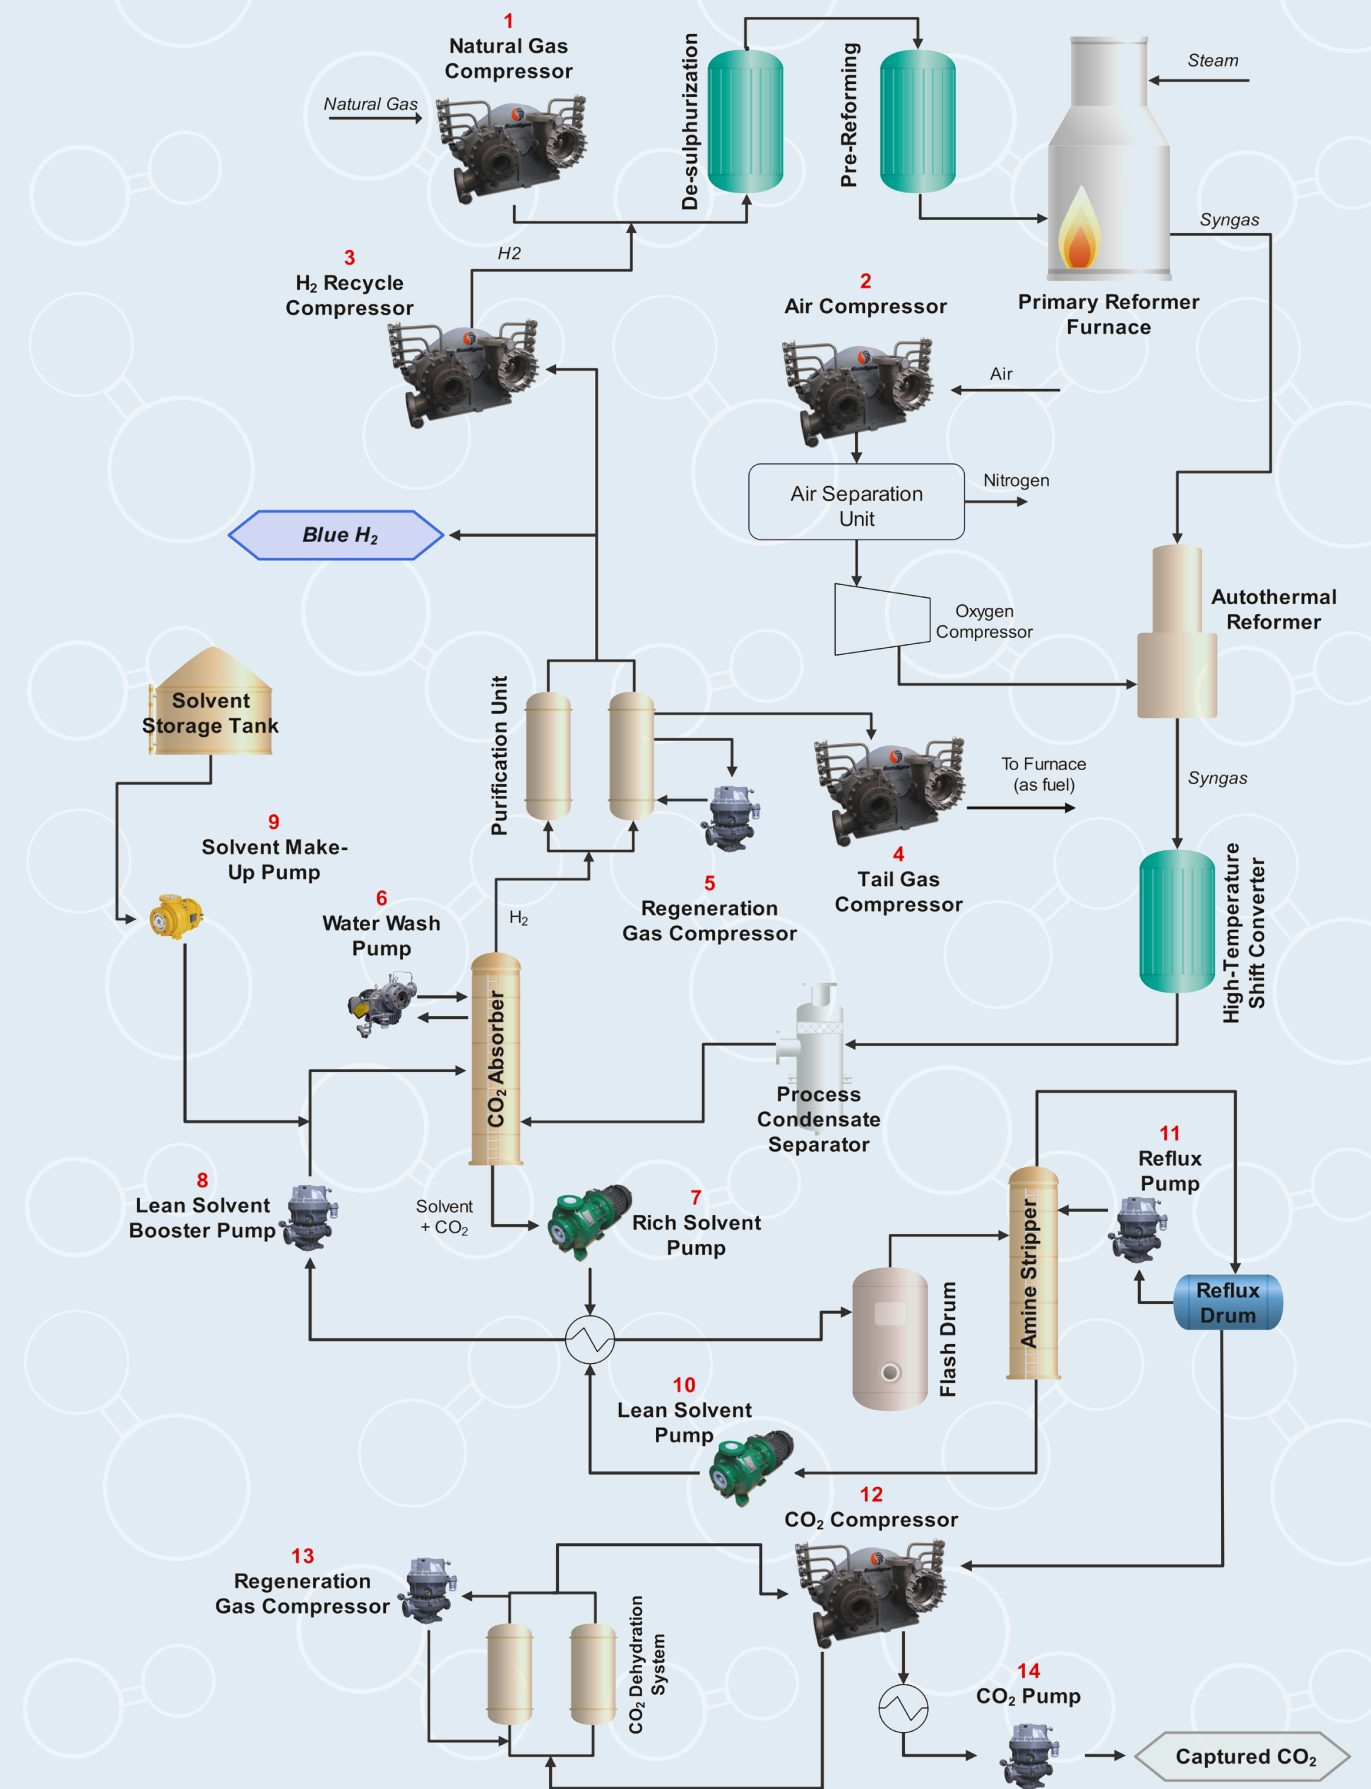 1
Natural Gas
Compressor
Natural Gas
De-sulphurization
Pre-Reforming
Steam
Syngas
3
H₂ Recycle
Compressor
H2
2
Air Compressor
Primary Reformer
Furnace
Air
Air Separation
Unit
Nitrogen
Blue H₂
Oxygen
Compressor
Autothermal
Reformer
Solvent
Storage Tank
Purification Unit
To Furnace
(as fuel)
Syngas
9
Solvent Make-
Up Pump
4
Tail Gas
Compressor
5
Regeneration
Gas Compressor
6
Water Wash
Pump
H₂
High-Temperature
Shift Converter
CO₂ Absorber
Process
Condensate
Separator
8
Lean Solvent
Booster Pump
Solvent
+ CO₂
7
Rich Solvent
Pump
11
Reflux
Pump
Amine Stripper
Reflux
Drum
Flash Drum
10
Lean Solvent
Pump
12
CO₂ Compressor
13
Regeneration
Gas Compressor
CO₂ Dehydration
System
14
CO₂ Pump
Captured CO₂